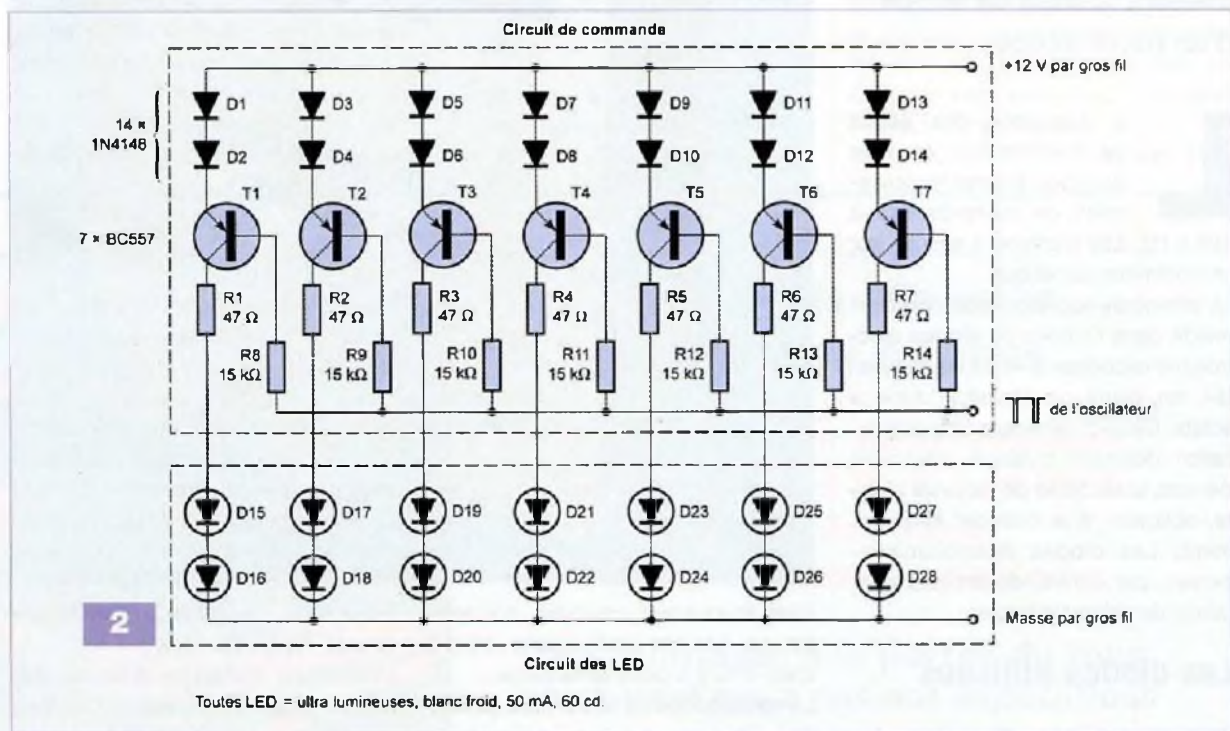 Circuit de commande
+12 V par gros fil
D1 D3 D5 D7 D9 D11 D13
14 ×
1N4148
D2 D4 D6 D8 D10 D12 D14
T1 T2 T3 T4 T5 T6 T7
7 × BC557
R1 R2 R3 R4 R5 R6 R7
47 Ω 47 Ω 47 Ω 47 Ω 47 Ω 47 Ω 47 Ω
R8 R9 R10 R11 R12 R13 R14
15 kΩ 15 kΩ 15 kΩ 15 kΩ 15 kΩ 15 kΩ 15 kΩ
de l'oscillateur
D15 D17 D19 D21 D23 D25 D27
D16 D18 D20 D22 D24 D26 D28
2
Masse par gros fil
Circuit des LED
Toutes LED = ultra lumineuses, blanc froid, 50 mA, 60 cd.